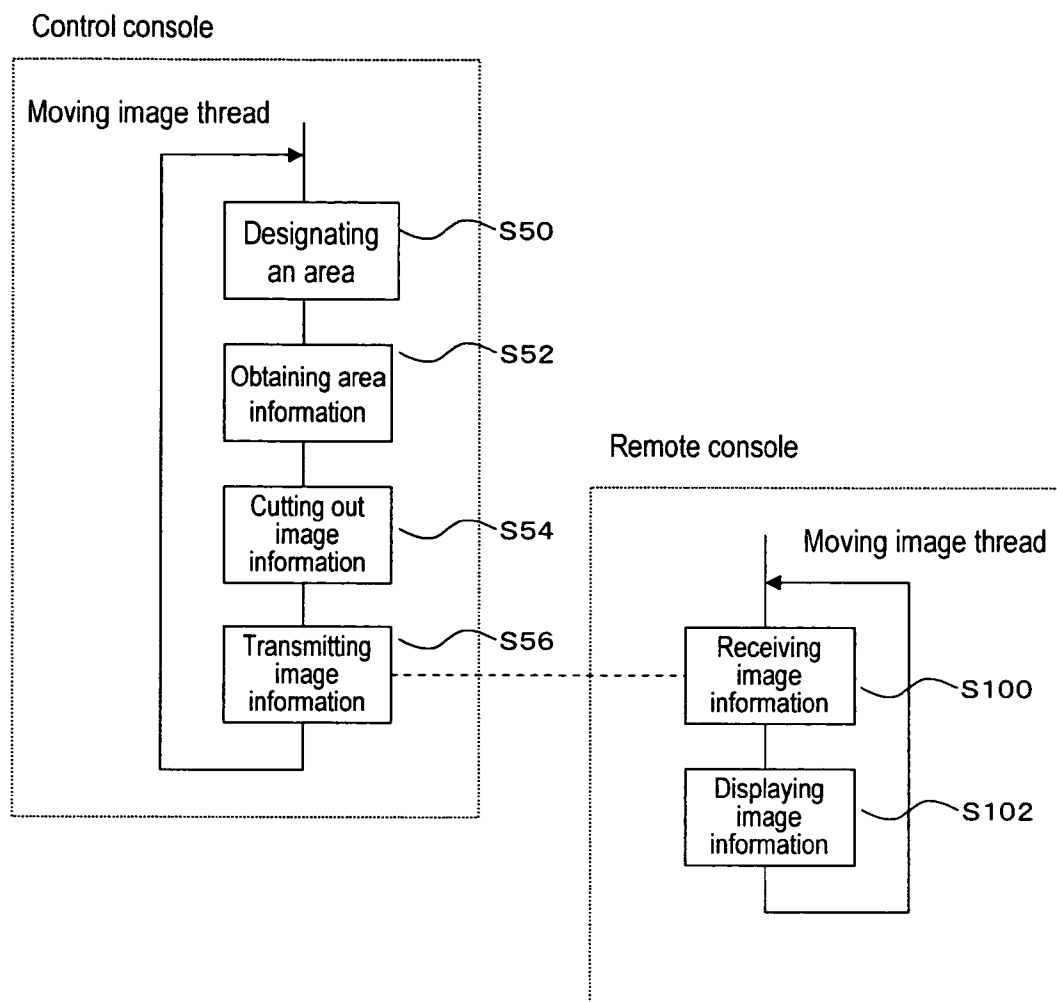 Control console
Moving image thread
Designating
an area
S50
Obtaining area
information
S52
Cutting out
image
information
S54
Transmitting
image
information
S56
Remote console
Moving image thread
Receiving
image
information
S100
Displaying
image
information
S102